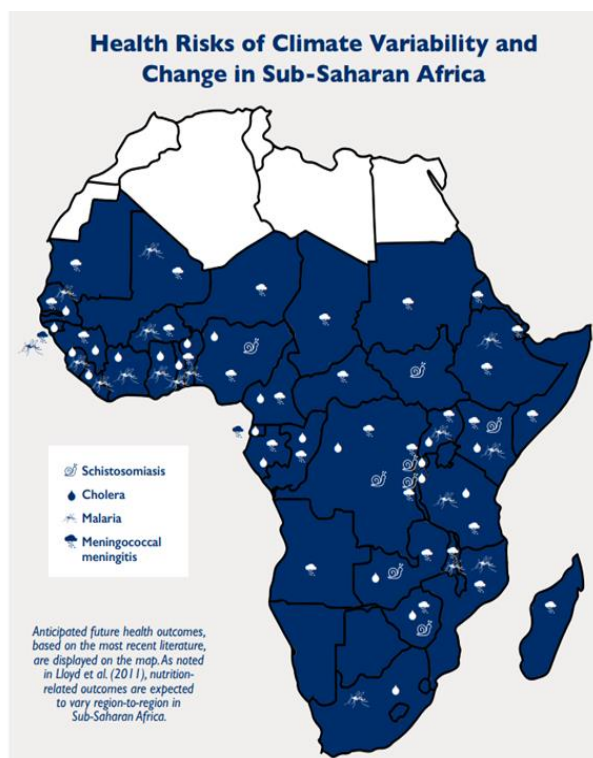 Health Risks of Climate Variability and
Change in Sub-Saharan Africa
Schistosomiasis
Cholera
Malaria
Meningococcal
meningitis
Anticipated future health outcomes,
based on the most recent literature,
are displayed on the map. As noted
in Lloyd et al. (2011), nutrition-
related outcomes are expected
to vary region-to-region in
Sub-Saharan Africa.